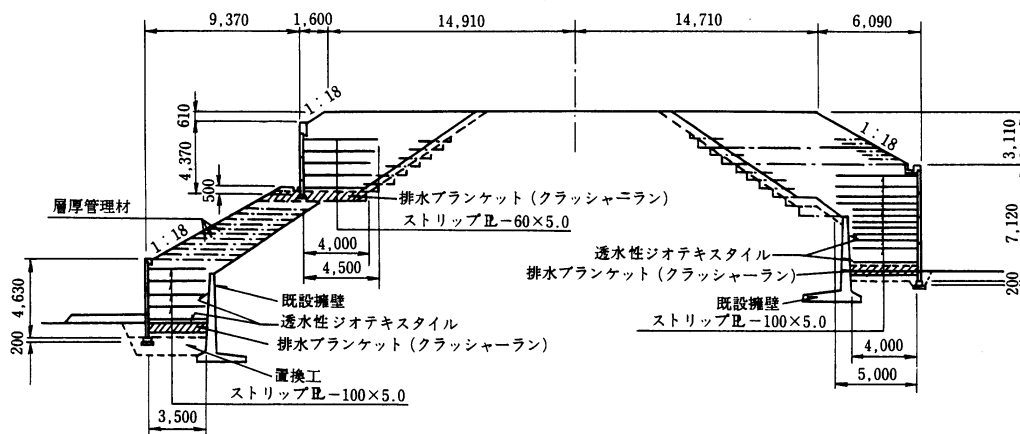 9,370
1,600
14,910
14,710
6,090
1:18
610
4,370
500
層厚管理材
1:18
4,630
200
排水ブランケット(クラッシャーラン)
ストリップPL-60×5.0
4,000
4,500
既設擁壁
透水性ジオテキスタイル
排水ブランケット(クラッシャーラン)
置換工
ストリップPL-100×5.0
3,500
1:18
3,110
7,120
200
透水性ジオテキスタイル
排水ブランケット(クラッシャーラン)
既設擁壁
ストリップPL-100×5.0
4,000
5,000